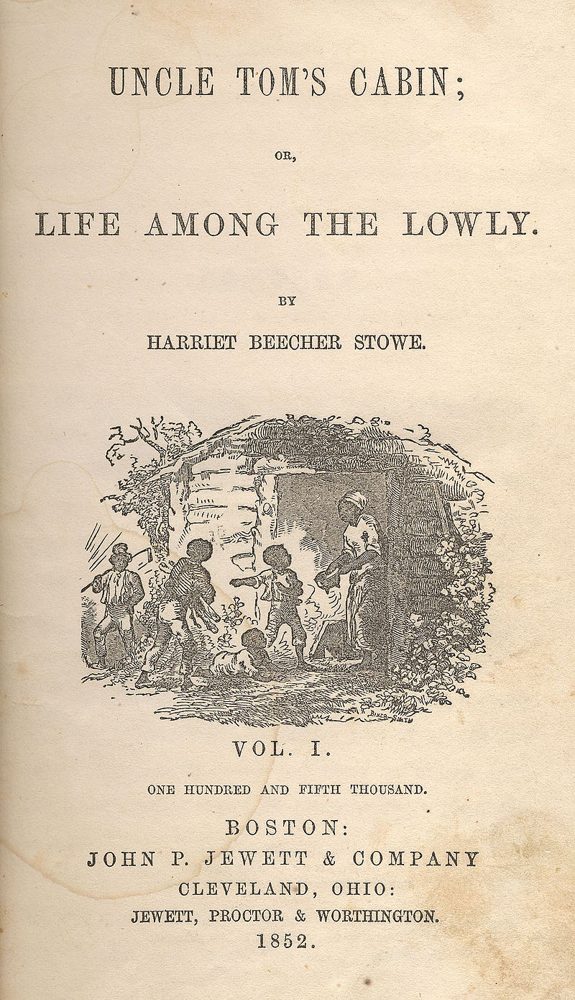 UNCLE TOM'S CABIN;
OR,
LIFE AMONG THE LOWLY.
BY
HARRIET BEECHER STOWE.
BAKER-SMITH
VOL. I.
ONE HUNDRED AND FIFTH THOUSAND.
BOSTON:
JOHN P. JEWETT & COMPANY
CLEVELAND, OHIO:
JEWETT, PROCTOR & WORTHINGTON.
1852.